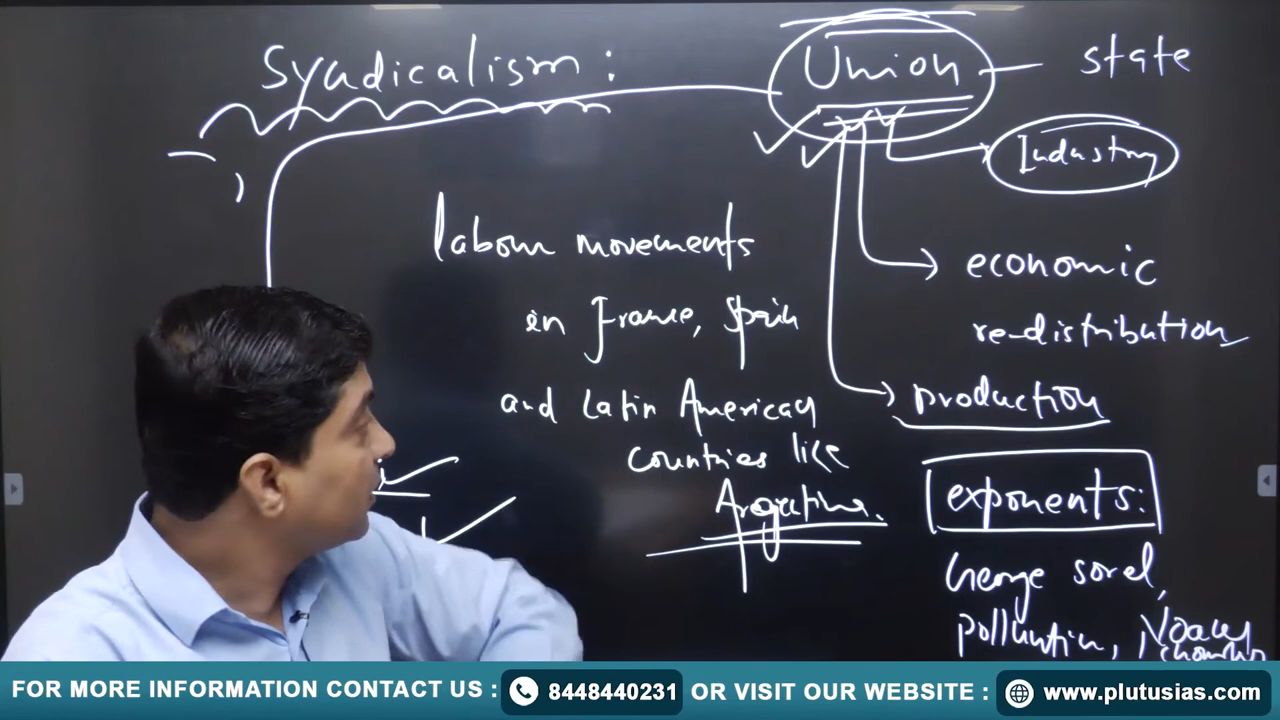 Syndicalism :
Union
state
Industry
labour movements
in France, Spain
and Latin American
countries like
Argentina.
economic
re-distribution
production
exponents:
George sorel,
FOR MORE INFORMATION CONTACT US : 8448440231 OR VISIT OUR WEBSITE : www.plutusias.com